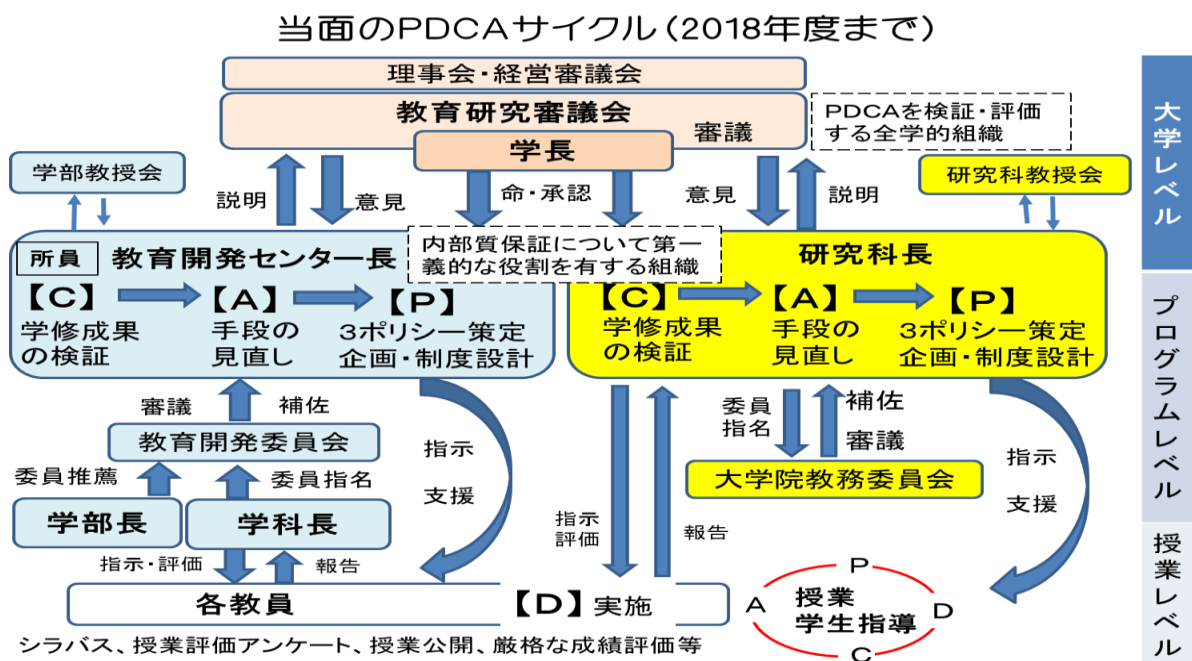 当面のPDCAサイクル(2018年度まで)
理事会・経営審議会
教育研究審議会
審議
学長
PDCAを検証・評価
する全学的組織
大学レベル
学部教授会
研究科教授会
説明
意見
命・承認
意見
説明
所員
教育開発センター長
内部質保証について第一
義的な役割を有する組織
研究科長
【C】
【A】
【P】
学修成果
の検証
手段の
見直し
3ポリシー策定
企画・制度設計
【C】
【A】
【P】
学修成果
の検証
手段の
見直し
3ポリシー策定
企画・制度設計
プログラムレベル
審議
補佐
教育開発委員会
委員推薦
委員指名
学部長
学科長
指示・評価
報告
指示
支援
指示
評価
報告
委員
指名
補佐
審議
大学院教務委員会
指示
支援
授業レベル
各教員
【D】実施
P
A
授業
学生指導
D
C
シラバス、授業評価アンケート、授業公開、厳格な成績評価等